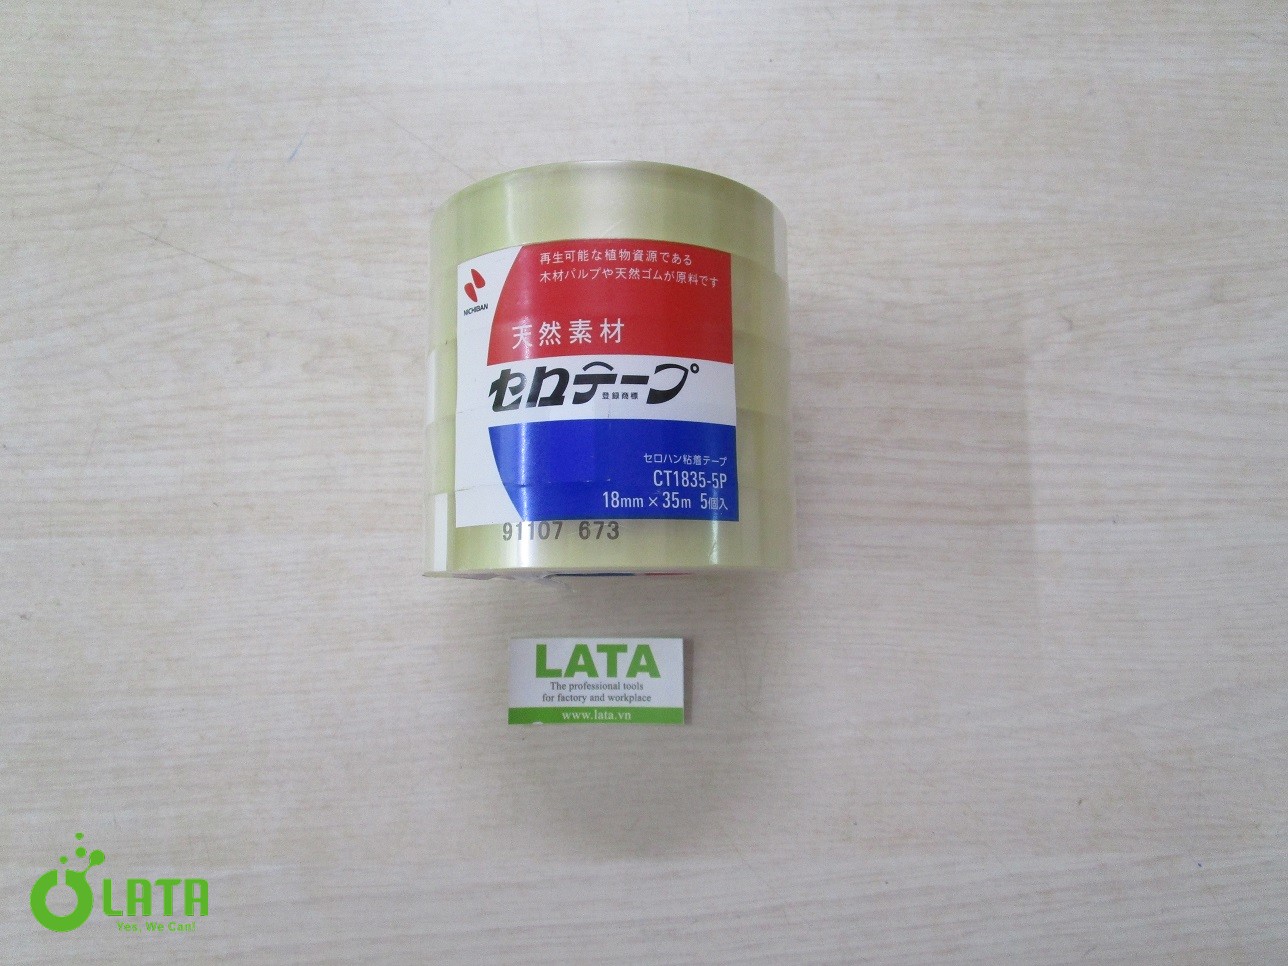 再生可能な植物資源である
木材パルプや天然ゴムが原料です
NICHIBAN
天然素材
セロテープ®
登録商標
セロハン粘着テープ
CT1835-5P
18mm×35m 5個入
91107 673
LATA
The professional tools
for factory and workplace
www.lata.vn
LATA
Yes, We Can!